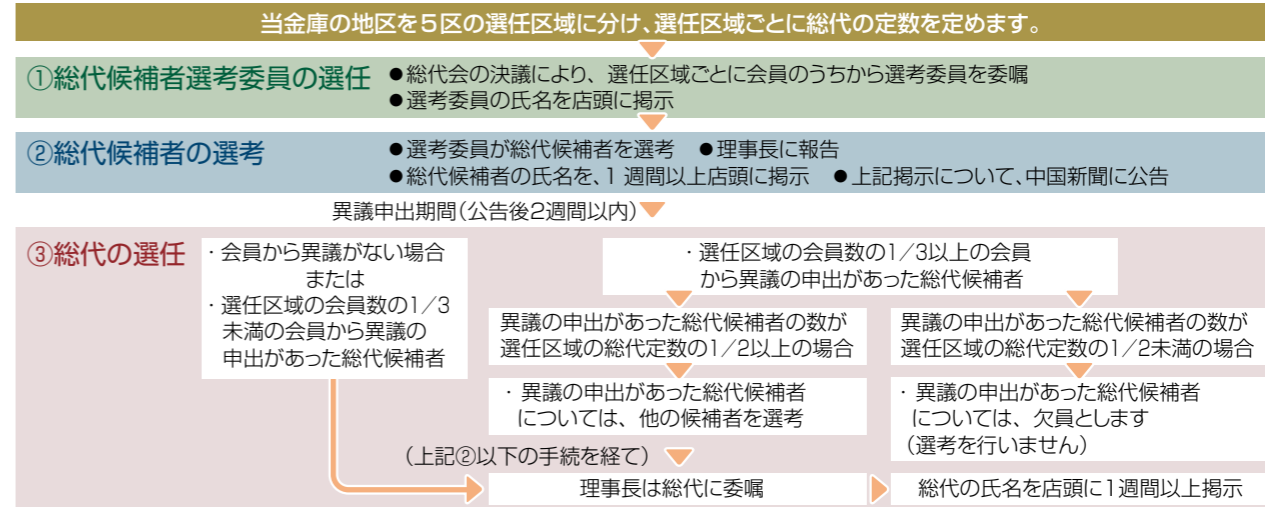 当金庫の地区を5区の選任区域に分け、選任区域ごとに総代の定数を定めます。
①総代候補者選考委員の選任
●総代会の決議により、選任区域ごとに会員のうちから選考委員を委嘱
●選考委員の氏名を店頭に掲示
②総代候補者の選考
●選考委員が総代候補者を選考 ●理事長に報告
●総代候補者の氏名を、1週間以上店頭に掲示 ●上記掲示について、中国新聞に公告
異議申出期間(公告後2週間以内)
③総代の選任
・会員から異議がない場合
または
・選任区域の会員数の1/3
未満の会員から異議の
申出があった総代候補者
・選任区域の会員数の1/3以上の会員
から異議の申出があった総代候補者
異議の申出があった総代候補者の数が
選任区域の総代定数の1/2以上の場合
・異議の申出があった総代候補者
については、他の候補者を選考
異議の申出があった総代候補者の数が
選任区域の総代定数の1/2未満の場合
・異議の申出があった総代候補者
については、欠員とします
(選考を行いません)
(上記②以下の手続を経て)
理事長は総代に委嘱
総代の氏名を店頭に1週間以上掲示